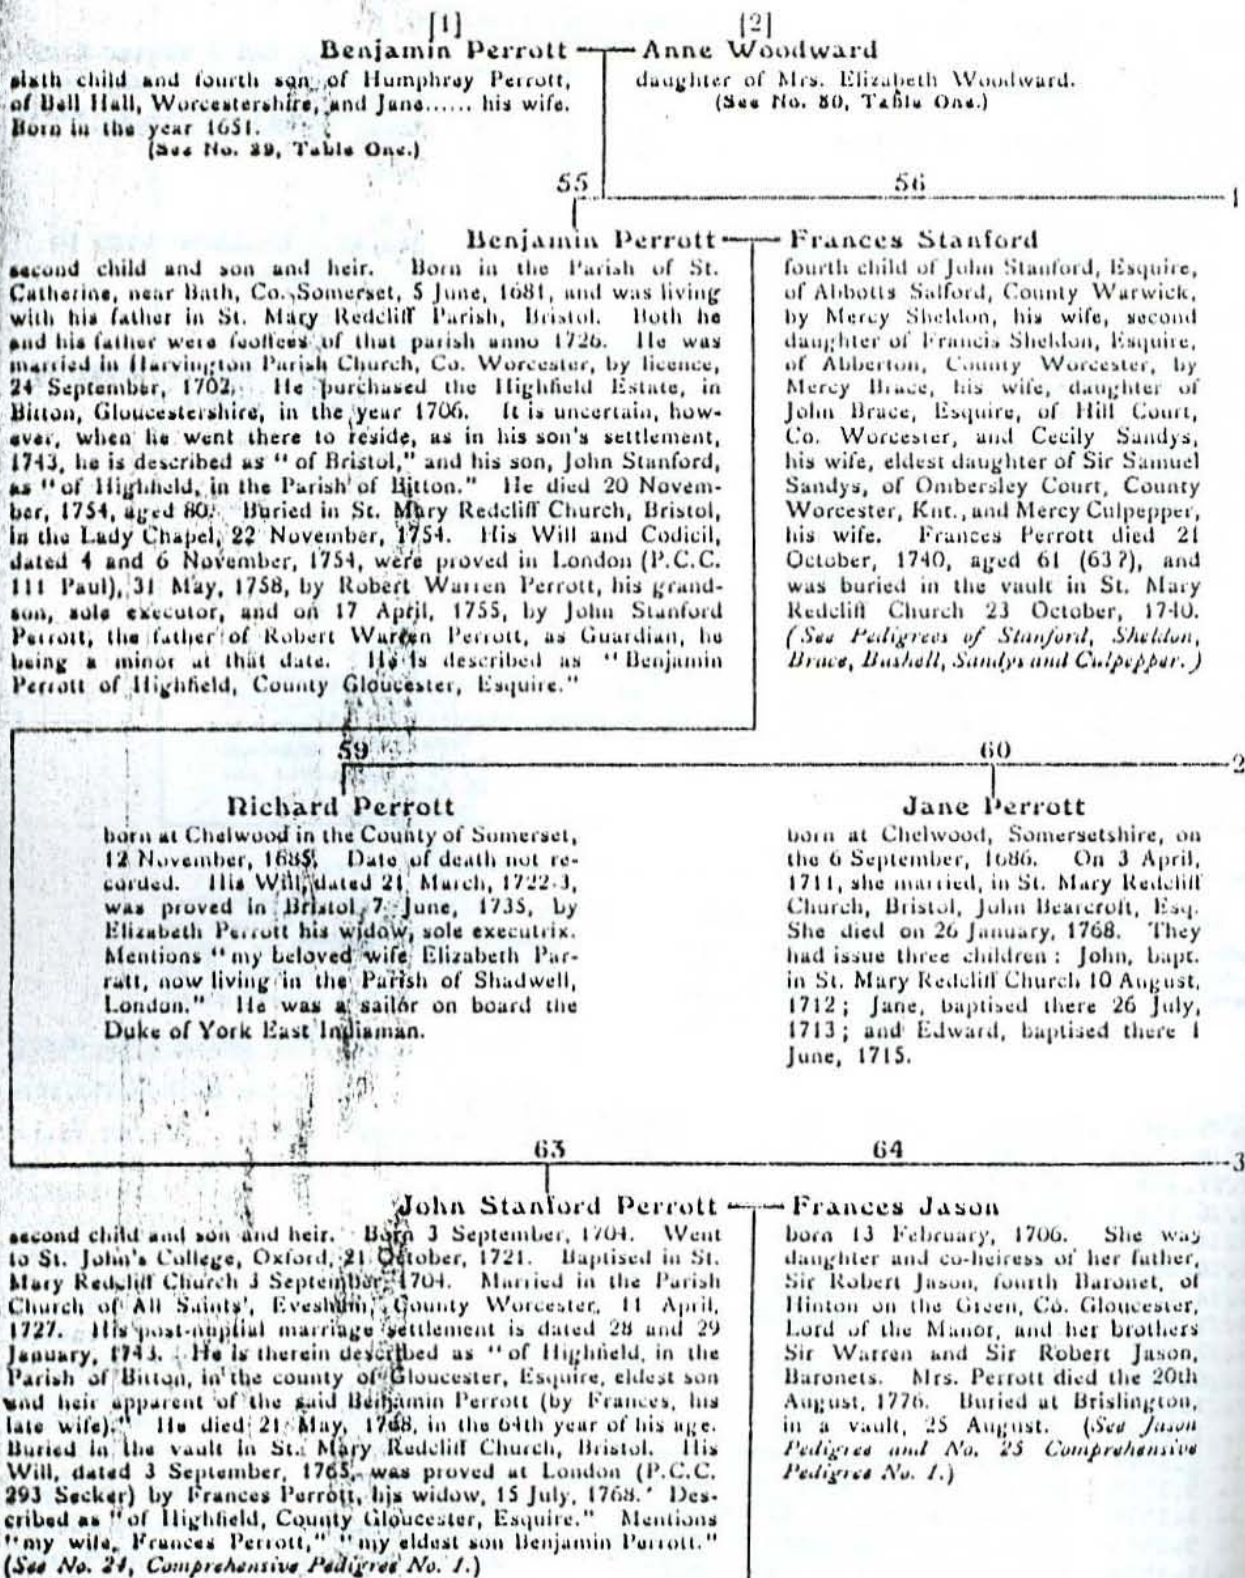 [1] [2]
Benjamin Perrott Anne Woodward
sixth child and fourth son of Humphrey Perrott,
of Bell Hall, Worcestershire, and Jane...... his wife.
Born in the year 1651.
(See No. 29, Table One.)
daughter of Mrs. Elizabeth Woodward.
(See No. 80, Table One.)
55 56 1
Benjamin Perrott Frances Stanford
second child and son and heir. Born in the Parish of St.
Catherine, near Bath, Co. Somerset, 5 June, 1681, and was living
with his father in St. Mary Redcliff Parish, Bristol. Both he
and his father were feoffees of that parish anno 1726. He was
married in Harvington Parish Church, Co. Worcester, by licence,
24 September, 1702. He purchased the Highfield Estate, in
Bitton, Gloucestershire, in the year 1706. It is uncertain, how-
ever, when he went there to reside, as in his son's settlement,
1743, he is described as "of Bristol," and his son, John Stanford,
as "of Highfield, in the Parish of Bitton." He died 20 Novem-
ber, 1754, aged 80. Buried in St. Mary Redcliff Church, Bristol,
in the Lady Chapel, 22 November, 1754. His Will and Codicil,
dated 4 and 6 November, 1754, were proved in London (P.C.C.
111 Paul), 31 May, 1758, by Robert Warren Perrott, his grand-
son, sole executor, and on 17 April, 1755, by John Stanford
Perrott, the father of Robert Warren Perrott, as Guardian, he
being a minor at that date. He is described as "Benjamin
Perrott of Highfield, County Gloucester, Esquire."
fourth child of John Stanford, Esquire,
of Abbotts Salford, County Warwick,
by Mercy Sheldon, his wife, second
daughter of Francis Sheldon, Esquire,
of Abberton, County Worcester, by
Mercy Brace, his wife, daughter of
John Brace, Esquire, of Hill Court,
Co. Worcester, and Cecily Sandys,
his wife, eldest daughter of Sir Samuel
Sandys, of Ombersley Court, County
Worcester, Knt., and Mercy Culpepper,
his wife. Frances Perrott died 21
October, 1740, aged 61 (63?), and
was buried in the vault in St. Mary
Redcliff Church 23 October, 1740.
(See Pedigrees of Stanford, Sheldon,
Brace, Bushell, Sandys and Culpepper.)
59 60 2
Richard Perrott
born at Chelwood in the County of Somerset,
12 November, 1685. Date of death not re-
corded. His Will, dated 21 March, 1722-3,
was proved in Bristol, 7 June, 1735, by
Elizabeth Perrott his widow, sole executrix.
Mentions "my beloved wife Elizabeth Par-
ratt, now living in the Parish of Shadwell,
London." He was a sailor on board the
Duke of York East Indiaman.
Jane Perrott
born at Chelwood, Somersetshire, on
the 6 September, 1686. On 3 April,
1711, she married, in St. Mary Redcliff
Church, Bristol, John Bearcroft, Esq.
She died on 26 January, 1768. They
had issue three children: John, bapt.
in St. Mary Redcliff Church 10 August,
1712; Jane, baptised there 26 July,
1713; and Edward, baptised there 1
June, 1715.
63 64 3
John Stanford Perrott Frances Jason
second child and son and heir. Born 3 September, 1704. Went
to St. John's College, Oxford, 21 October, 1721. Baptised in St.
Mary Redcliff Church 3 September 1704. Married in the Parish
Church of All Saints', Evesham, County Worcester, 11 April,
1727. His post-nuptial marriage settlement is dated 28 and 29
January, 1743. He is therein described as "of Highfield, in the
Parish of Bitton, in the county of Gloucester, Esquire, eldest son
and heir apparent of the said Benjamin Perrott (by Frances, his
late wife)." He died 21 May, 1768, in the 64th year of his age.
Buried in the vault in St. Mary Redcliff Church, Bristol. His
Will, dated 3 September, 1765, was proved at London (P.C.C.
293 Secker) by Frances Perrott, his widow, 15 July, 1768. Des-
cribed as "of Highfield, County Gloucester, Esquire." Mentions
"my wife, Frances Perrott," "my eldest son Benjamin Perrott."
(See No. 24, Comprehensive Pedigree No. 1.)
born 13 February, 1706. She was
daughter and co-heiress of her father,
Sir Robert Jason, fourth Baronet, of
Hinton on the Green, Co. Gloucester,
Lord of the Manor, and her brothers
Sir Warren and Sir Robert Jason,
Baronets. Mrs. Perrott died the 20th
August, 1776. Buried at Brislington,
in a vault, 25 August. (See Jason
Pedigree and No. 25 Comprehensive
Pedigree No. 1.)